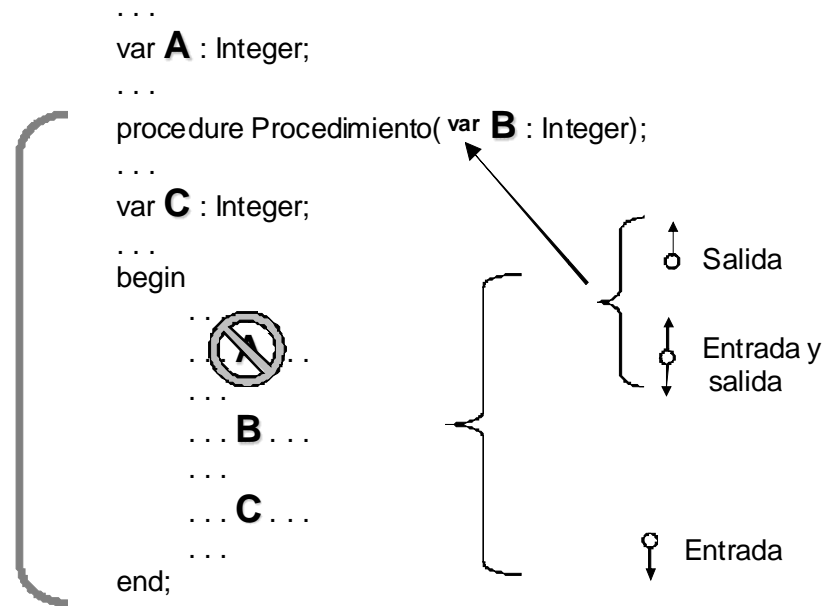 . . .
var A : Integer;
. . .
procedure Procedimiento( var B : Integer);
. . .
var C : Integer;
. . .
begin
. . .
. . . A . . .
. . .
. . . B . . .
. . .
. . . C . . .
. . .
end;
Salida
Entrada y
salida
Entrada